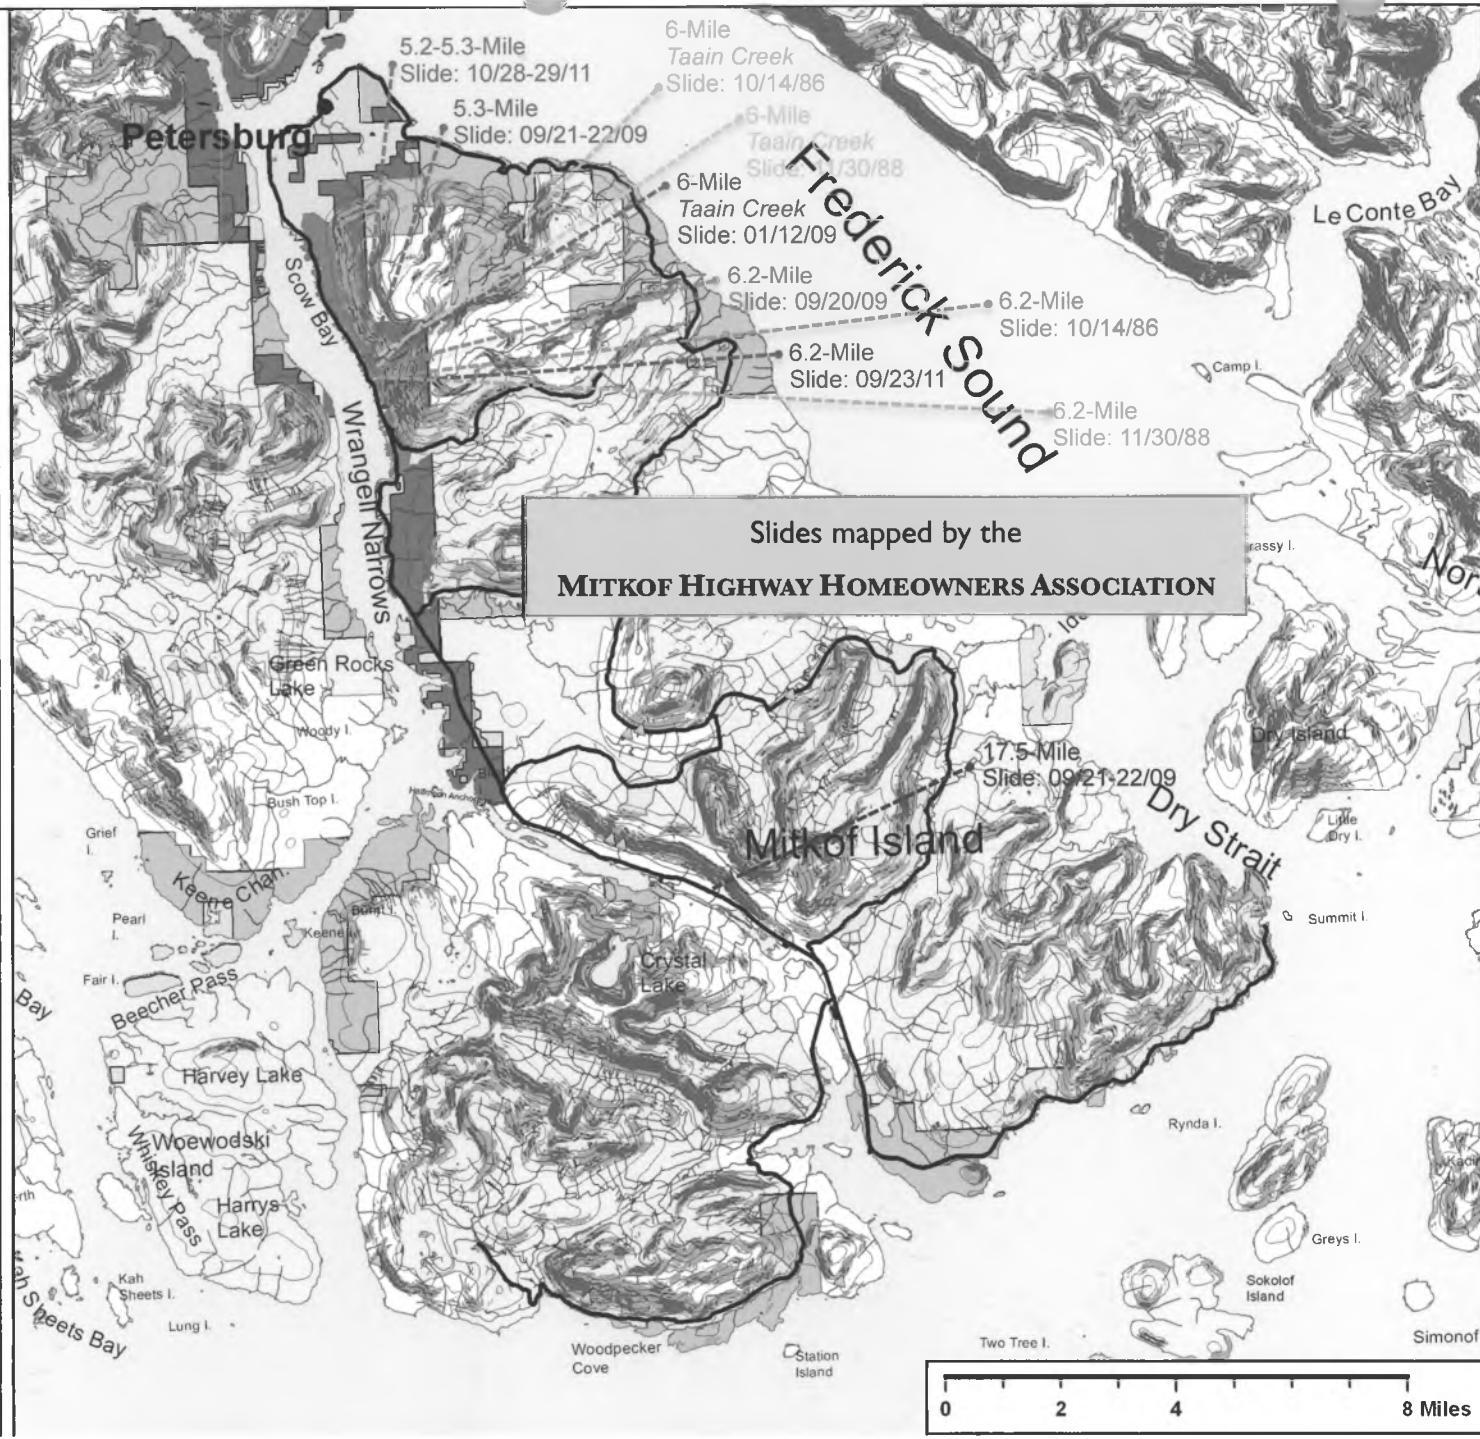 5.2-5.3-Mile
Slide: 10/28-29/11
6-Mile
Taain Creek
Slide: 10/14/86
5.3-Mile
Slide: 09/21-22/09
6-Mile
Taain Creek
Slide: 11/30/88
Petersburg
6-Mile
Taain Creek
Slide: 01/12/09
Frederick Sound
Le Conte Bay
Scow Bay
6.2-Mile
Slide: 09/20/09
6.2-Mile
Slide: 10/14/86
6.2-Mile
Slide: 09/23/11
Camp I.
6.2-Mile
Slide: 11/30/88
Wrangell Narrows
Slides mapped by the
MITKOF HIGHWAY HOMEOWNERS ASSOCIATION
rassy I.
Nor
Green Rocks
Lake
Woody I.
Dry Island
17.5-Mile
Slide: 09/21-22/09
Bush Top I.
Dry Strait
Little
Dry I.
Grief
I.
Mitkof Island
Keene Chan.
Burnt I.
Pearl
I.
Keene I.
Summit I.
Crystal
Lake
Fair I.
Beecher Pass
Bay
Harvey Lake
Rynda I.
Woewodski
Island
Whiskey Pass
Harrys
Lake
Greys I.
Kah
Sheets I.
Sokolof
Island
Kah Sheets Bay
Lung I.
Woodpecker
Cove
Station
Island
Two Tree I.
Simonof
0 2 4 8 Miles